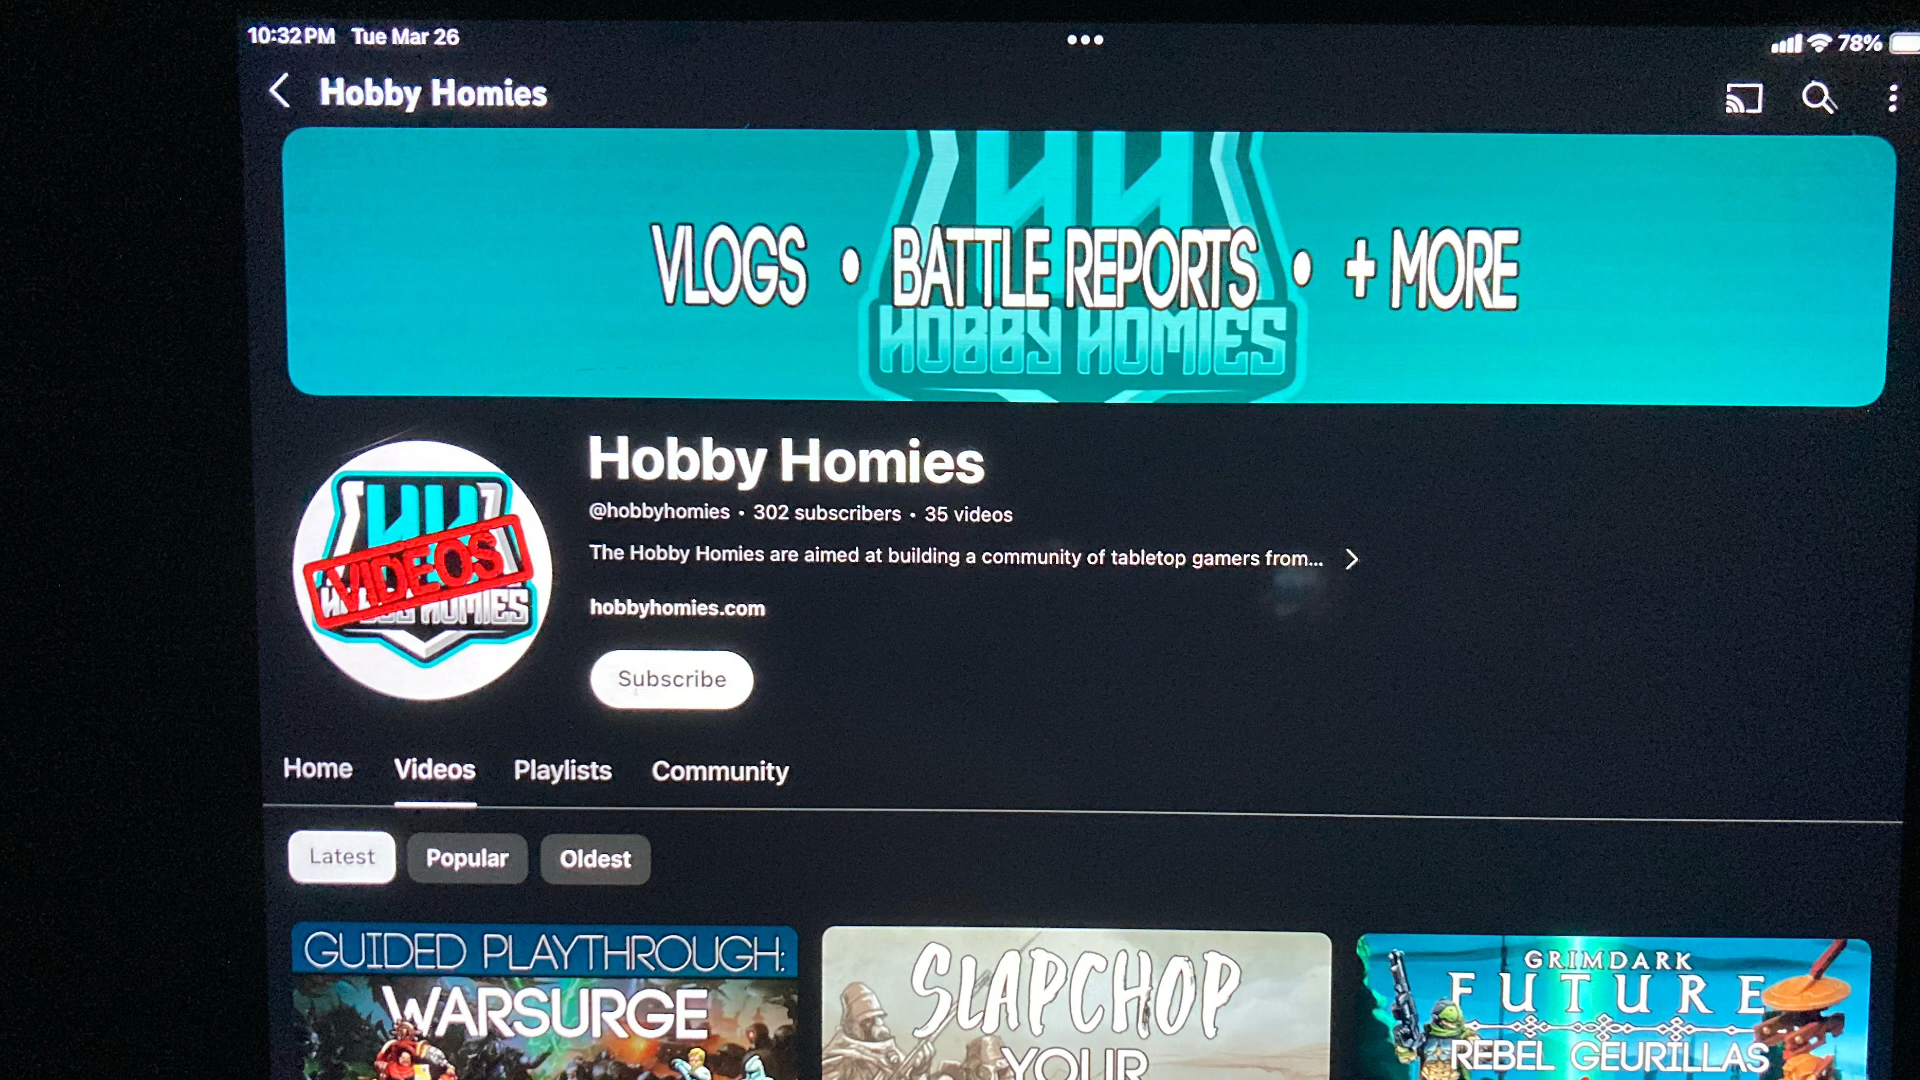 10:32 PM Tue Mar 26
78%
Hobby Homies
VLOGS • BATTLE REPORTS • + MORE
HOBBY HOMIES
Hobby Homies
@hobbyhomies • 302 subscribers • 35 videos
The Hobby Homies are aimed at building a community of tabletop gamers from...
hobbyhomies.com
VIDEOS
HOMIES
Subscribe
Home Videos Playlists Community
Latest Popular Oldest
GUIDED PLAYTHROUGH:
WARSURGE
SLAPCHOP
YOUR
GRIMDARK
FUTURE
REBEL GEURILLAS